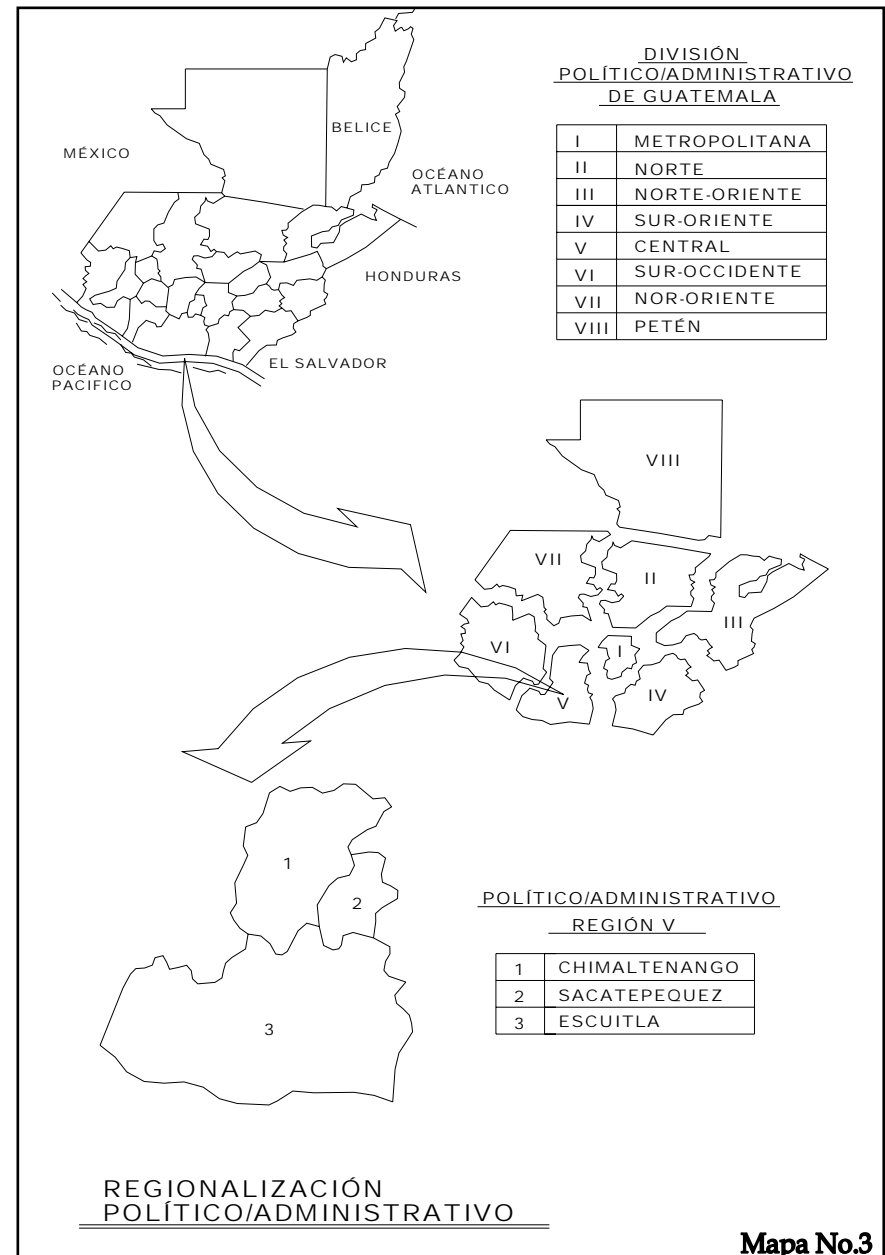 DIVISIÓN
POLÍTICO/ADMINISTRATIVO
DE GUATEMALA
I METROPOLITANA
II NORTE
III NORTE-ORIENTE
IV SUR-ORIENTE
V CENTRAL
VI SUR-OCCIDENTE
VII NOR-ORIENTE
VIII PETÉN
BELICE
MÉXICO
OCÉANO
ATLANTICO
HONDURAS
EL SALVADOR
OCÉANO
PACIFICO
VIII
VII
II
III
VI
I
V
IV
1
2
3
POLÍTICO/ADMINISTRATIVO
REGIÓN V
1 CHIMALTENANGO
2 SACATEPEQUEZ
3 ESCUITLA
REGIONALIZACIÓN
POLÍTICO/ADMINISTRATIVO
Mapa No.3